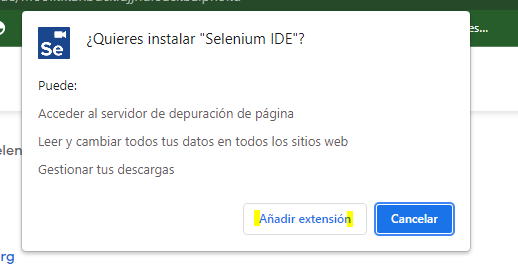 ¿Quieres instalar "Selenium IDE"?
Se
Puede:
Acceder al servidor de depuración de página
Leer y cambiar todos tus datos en todos los sitios web
Gestionar tus descargas
Añadir extensión
Cancelar
es...
elen
rg